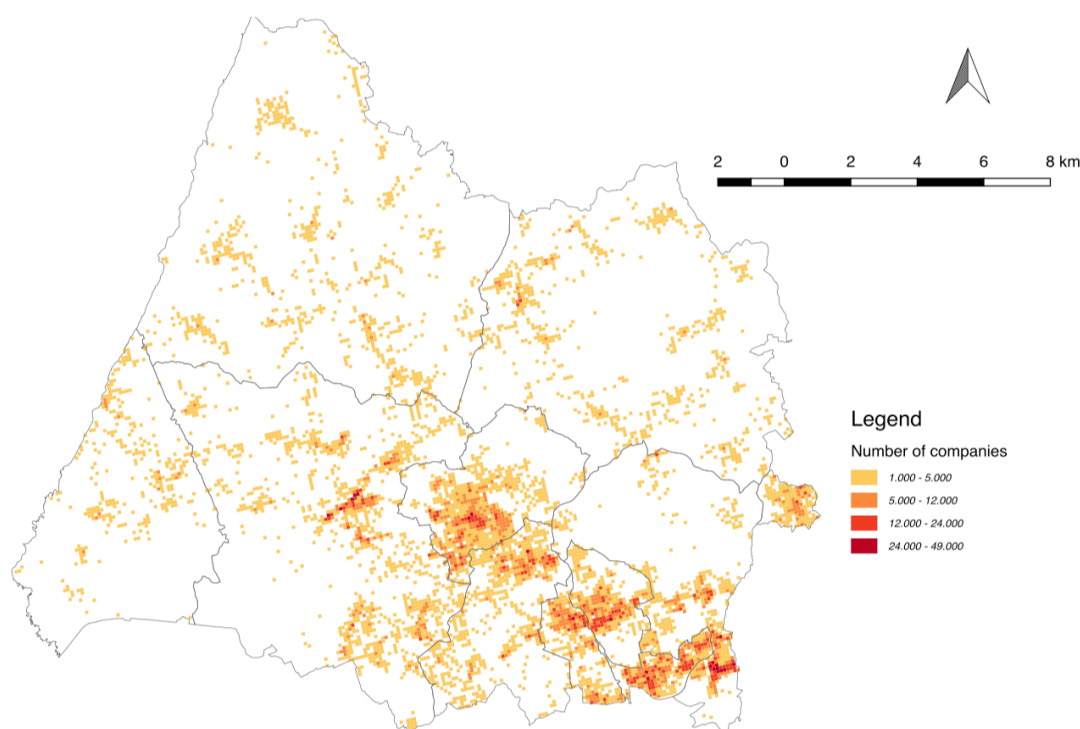 2 0 2 4 6 8 km
Legend
Number of companies
1.000 - 5.000
5.000 - 12.000
12.000 - 24.000
24.000 - 49.000